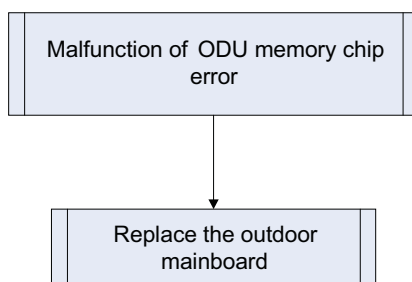 Malfunction of ODU memory chip
error
Replace the outdoor
mainboard